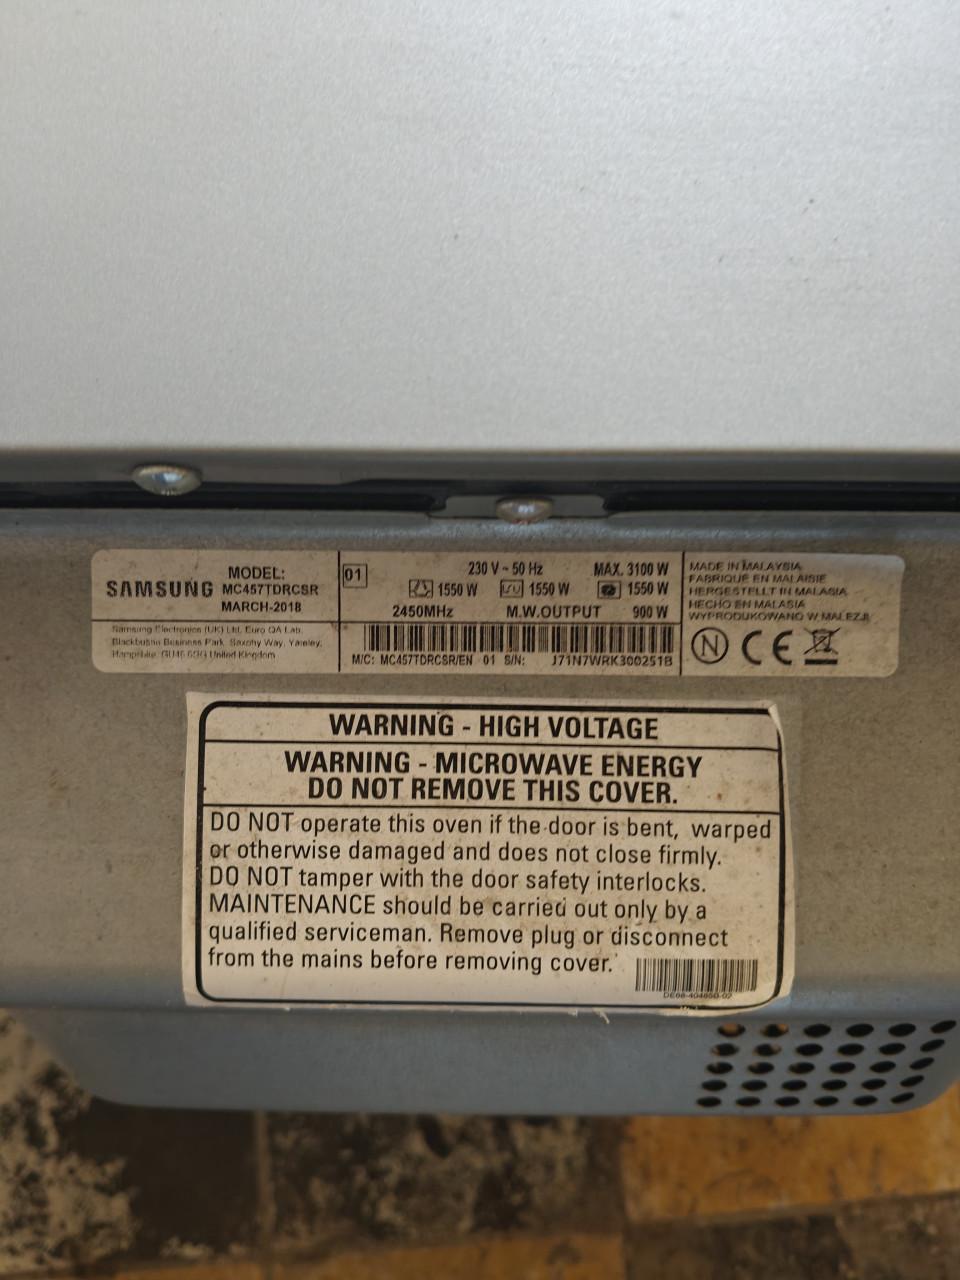 SAMSUNG
MODEL:
MC457TDRCSR
MARCH-2018
Samsung Electronics (UK) Ltd, Euro QA Lab.
Blackbushe Business Park, Saxony Way, Yateley,
Hampshire, GU46 6GG United Kingdom
01
230 V ~ 50 Hz MAX. 3100 W
1550 W 1550 W 1550 W
2450MHz M.W.OUTPUT 900 W
M/C: MC457TDRCSR/EN 01 S/N: J71N7WRK300251B
MADE IN MALAYSIA
FABRIQUÉ EN MALAISIE
HERGESTELLT IN MALAISIA
HECHO EN MALASIA
WYPRODUKOWANO W MALEZJI
N CE
WARNING - HIGH VOLTAGE
WARNING - MICROWAVE ENERGY
DO NOT REMOVE THIS COVER.
DO NOT operate this oven if the door is bent, warped
or otherwise damaged and does not close firmly.
DO NOT tamper with the door safety interlocks.
MAINTENANCE should be carried out only by a
qualified serviceman. Remove plug or disconnect
from the mains before removing cover.